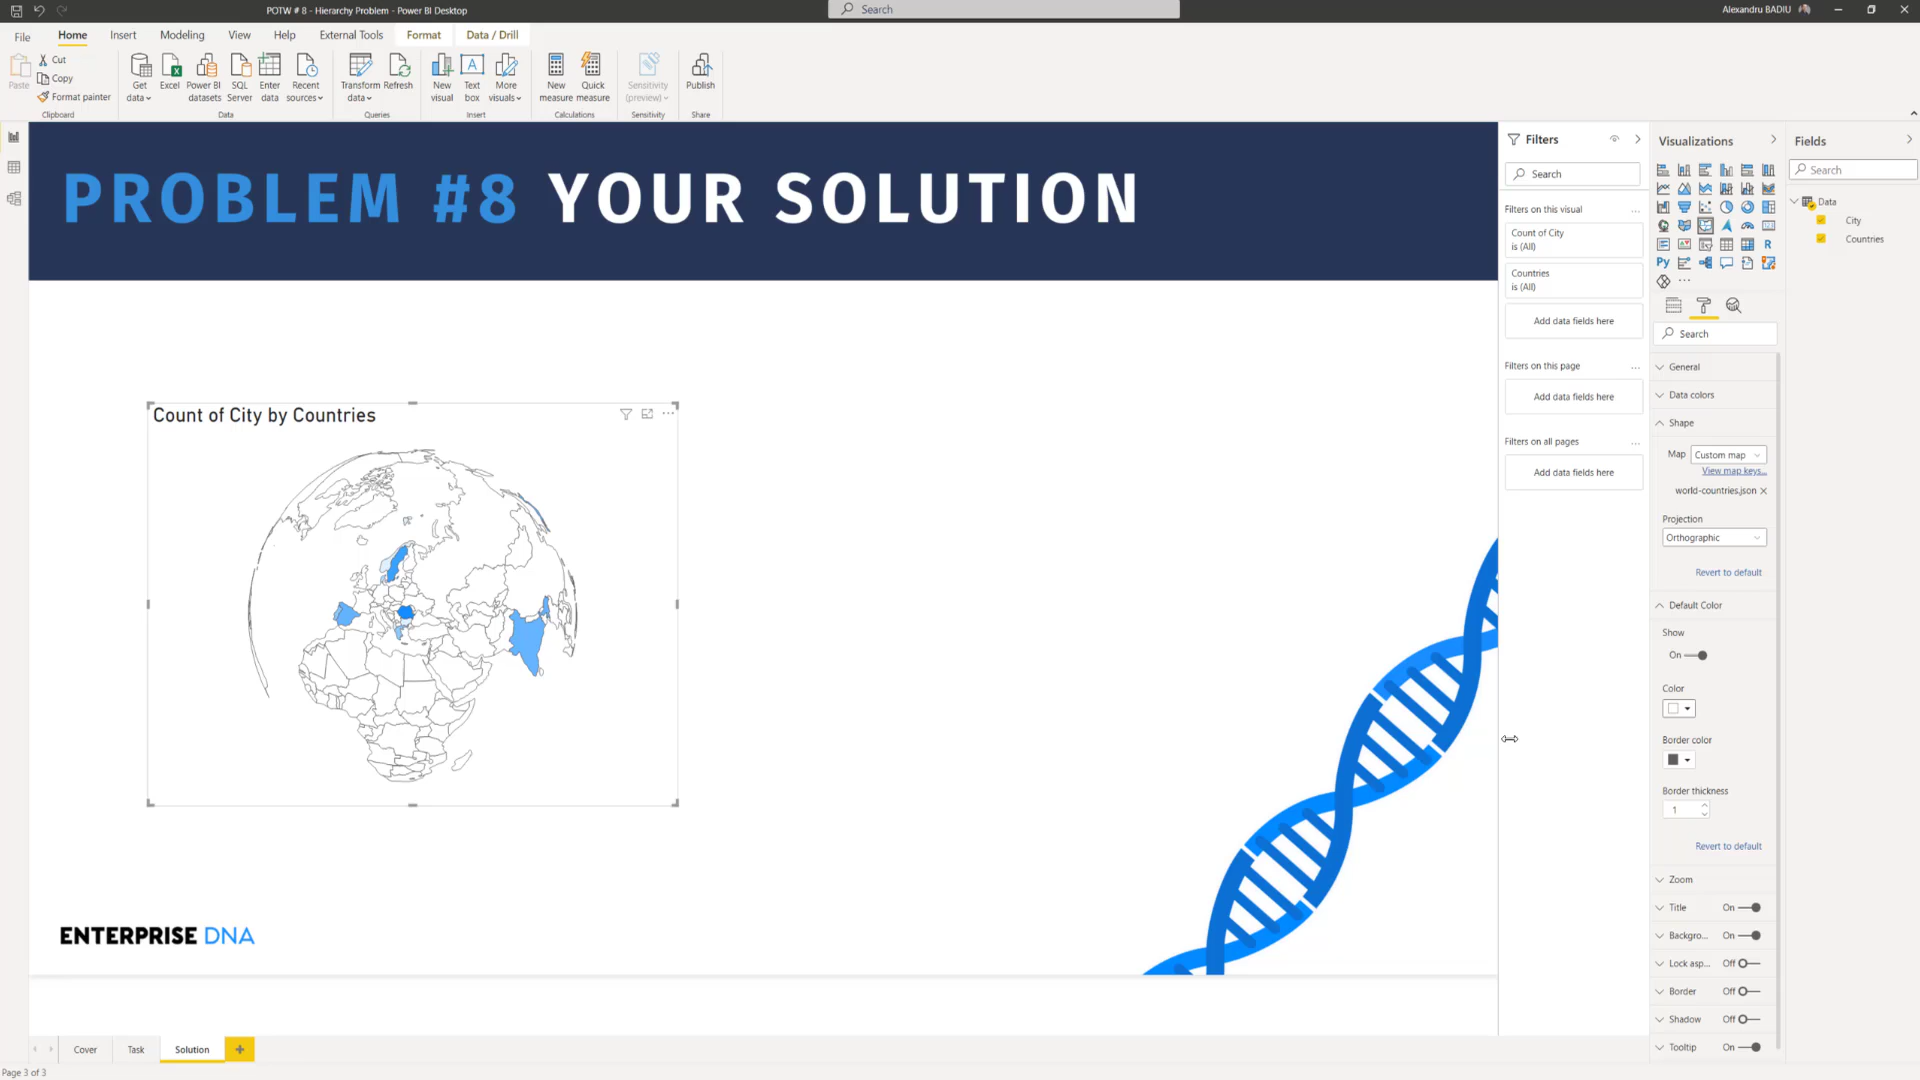 POTW # 8 - Hierarchy Problem - Power BI Desktop
Search
Alexandru BADIU
File
Home
Insert
Modeling
View
Help
External Tools
Format
Data / Drill
Paste
Cut
Copy
Format painter
Clipboard
Get data
Excel
Power BI datasets
SQL Server
Enter data
Recent sources
Data
Transform data
Refresh
Queries
New visual
Text box
More visuals
Insert
New measure
Quick measure
Calculations
Sensitivity (preview)
Sensitivity
Publish
Share
PROBLEM #8 YOUR SOLUTION
Count of City by Countries
ENTERPRISE DNA
Filters
Search
Filters on this visual
...
Count of City
is (All)
Countries
is (All)
Add data fields here
Filters on this page
...
Add data fields here
Filters on all pages
...
Add data fields here
Visualizations
R
Py
...
Search
General
Data colors
Shape
Map
Custom map
View map keys...
world-countries.json
Projection
Orthographic
Revert to default
Default Color
Show
On
Color
Border color
Border thickness
1
Revert to default
Zoom
Title On
Backgro... On
Lock asp... Off
Border Off
Shadow Off
Tooltip On
Fields
Search
Data
City
Countries
Cover
Task
Solution
+
Page 3 of 3